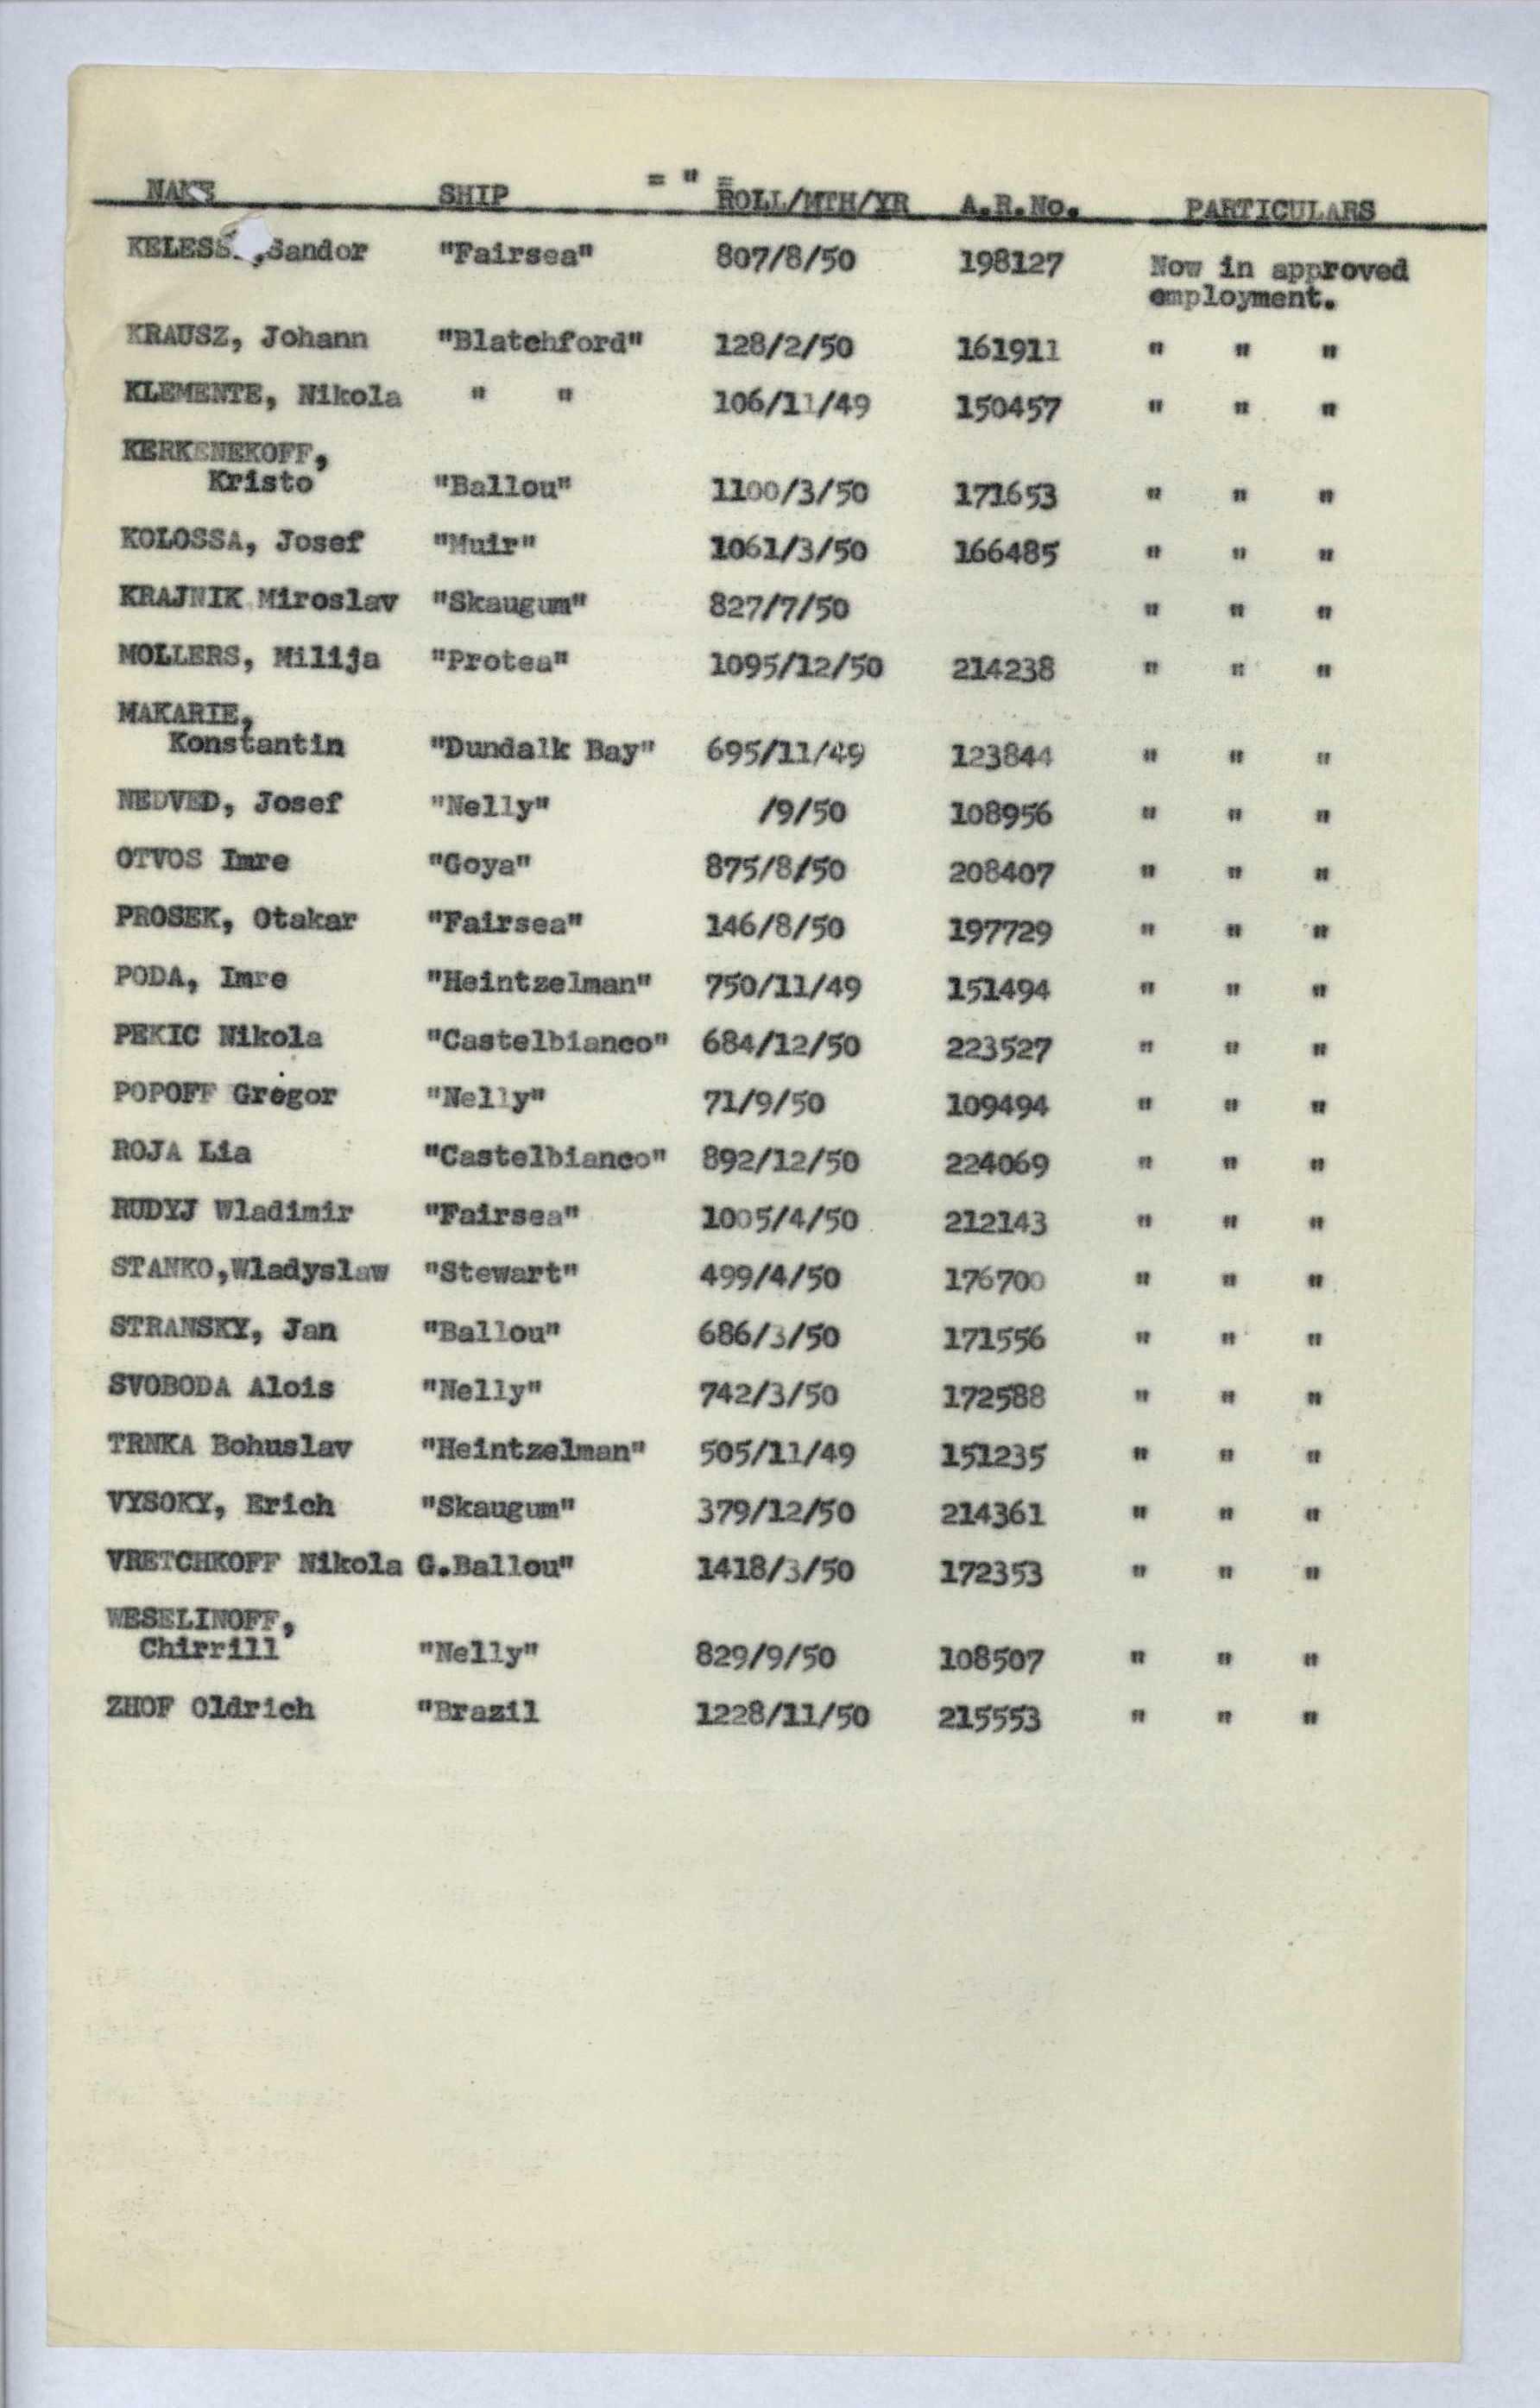 = " =
NAME SHIP ROLL/MTH/YR A.R.No. PARTICULARS
KELESS. ,Sandor "Fairsea" 807/8/50 198127 Now in approved
employment.
KRAUSZ, Johann "Blatchford" 128/2/50 161911 " " "
KLEMENTE, Nikola " " 106/11/49 150457 " " "
KERKENEKOFF,
Kristo "Ballou" 1100/3/50 171653 " " "
KOLOSSA, Josef "Muir" 1061/3/50 166485 " " "
KRAJNIK Miroslav "Skaugum" 827/7/50 " " "
MOLLERS, Milija "Protea" 1095/12/50 214238 " " "
MAKARIE,
Konstantin "Dundalk Bay" 695/11/49 123844 " " "
NEDVED, Josef "Nelly" /9/50 108956 " " "
OTVOS Imre "Goya" 875/8/50 208407 " " "
PROSEK, Otakar "Fairsea" 146/8/50 197729 " " "
PODA, Imre "Heintzelman" 750/11/49 151494 " " "
PEKIC Nikola "Castelbianco" 684/12/50 223527 " " "
POPOFF Gregor "Nelly" 71/9/50 109494 " " "
ROJA Lia "Castelbianco" 892/12/50 224069 " " "
RUDYJ Wladimir "Fairsea" 1005/4/50 212143 " " "
STANKO,Wladyslaw "Stewart" 499/4/50 176700 " " "
STRANSKY, Jan "Ballou" 686/3/50 171556 " " "
SVOBODA Alois "Nelly" 742/3/50 172588 " " "
TRNKA Bohuslav "Heintzelman" 505/11/49 151235 " " "
VYSOKY, Erich "Skaugum" 379/12/50 214361 " " "
VRETCHKOFF Nikola G.Ballou" 1418/3/50 172353 " " "
WESELINOFF,
Chirrill "Nelly" 829/9/50 108507 " " "
ZHOF Oldrich "Brazil 1228/11/50 215553 " " "